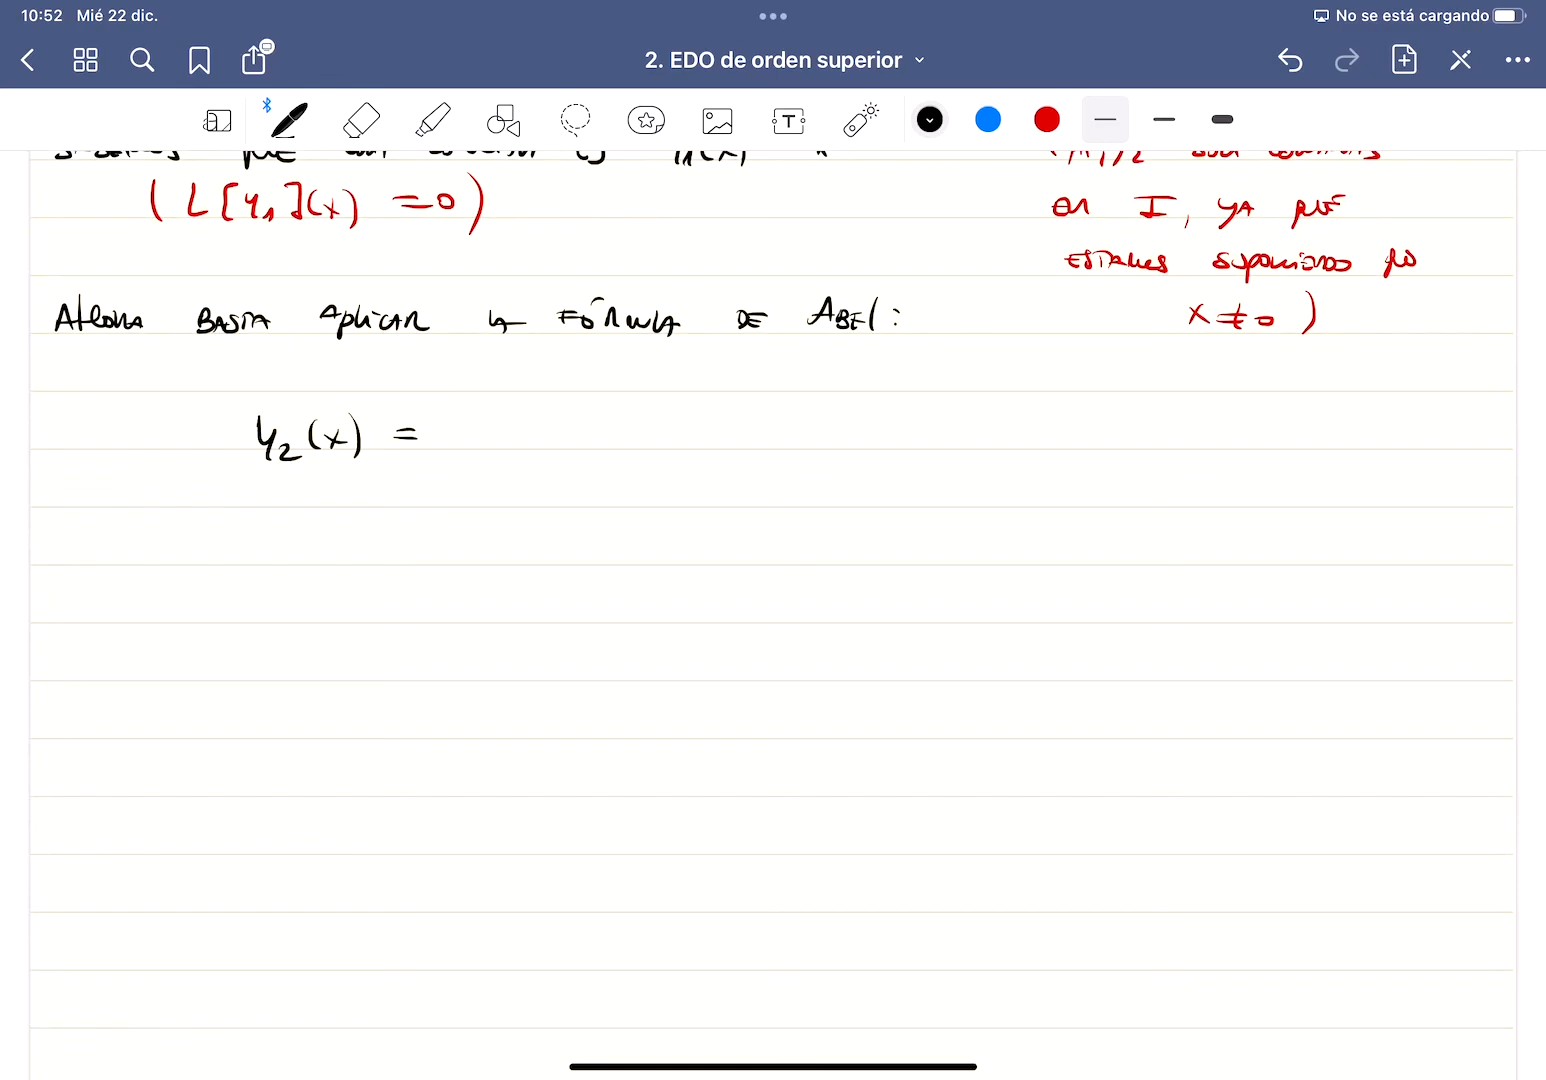 10:52 Mié 22 dic.
No se está cargando
2. EDO de orden superior
(L[y₁](x) = 0)
en I, ya que
estamos suponiendo que
x ≠ 0)
Ahora basta aplicar la fórmula de Abel:
y₂(x) =